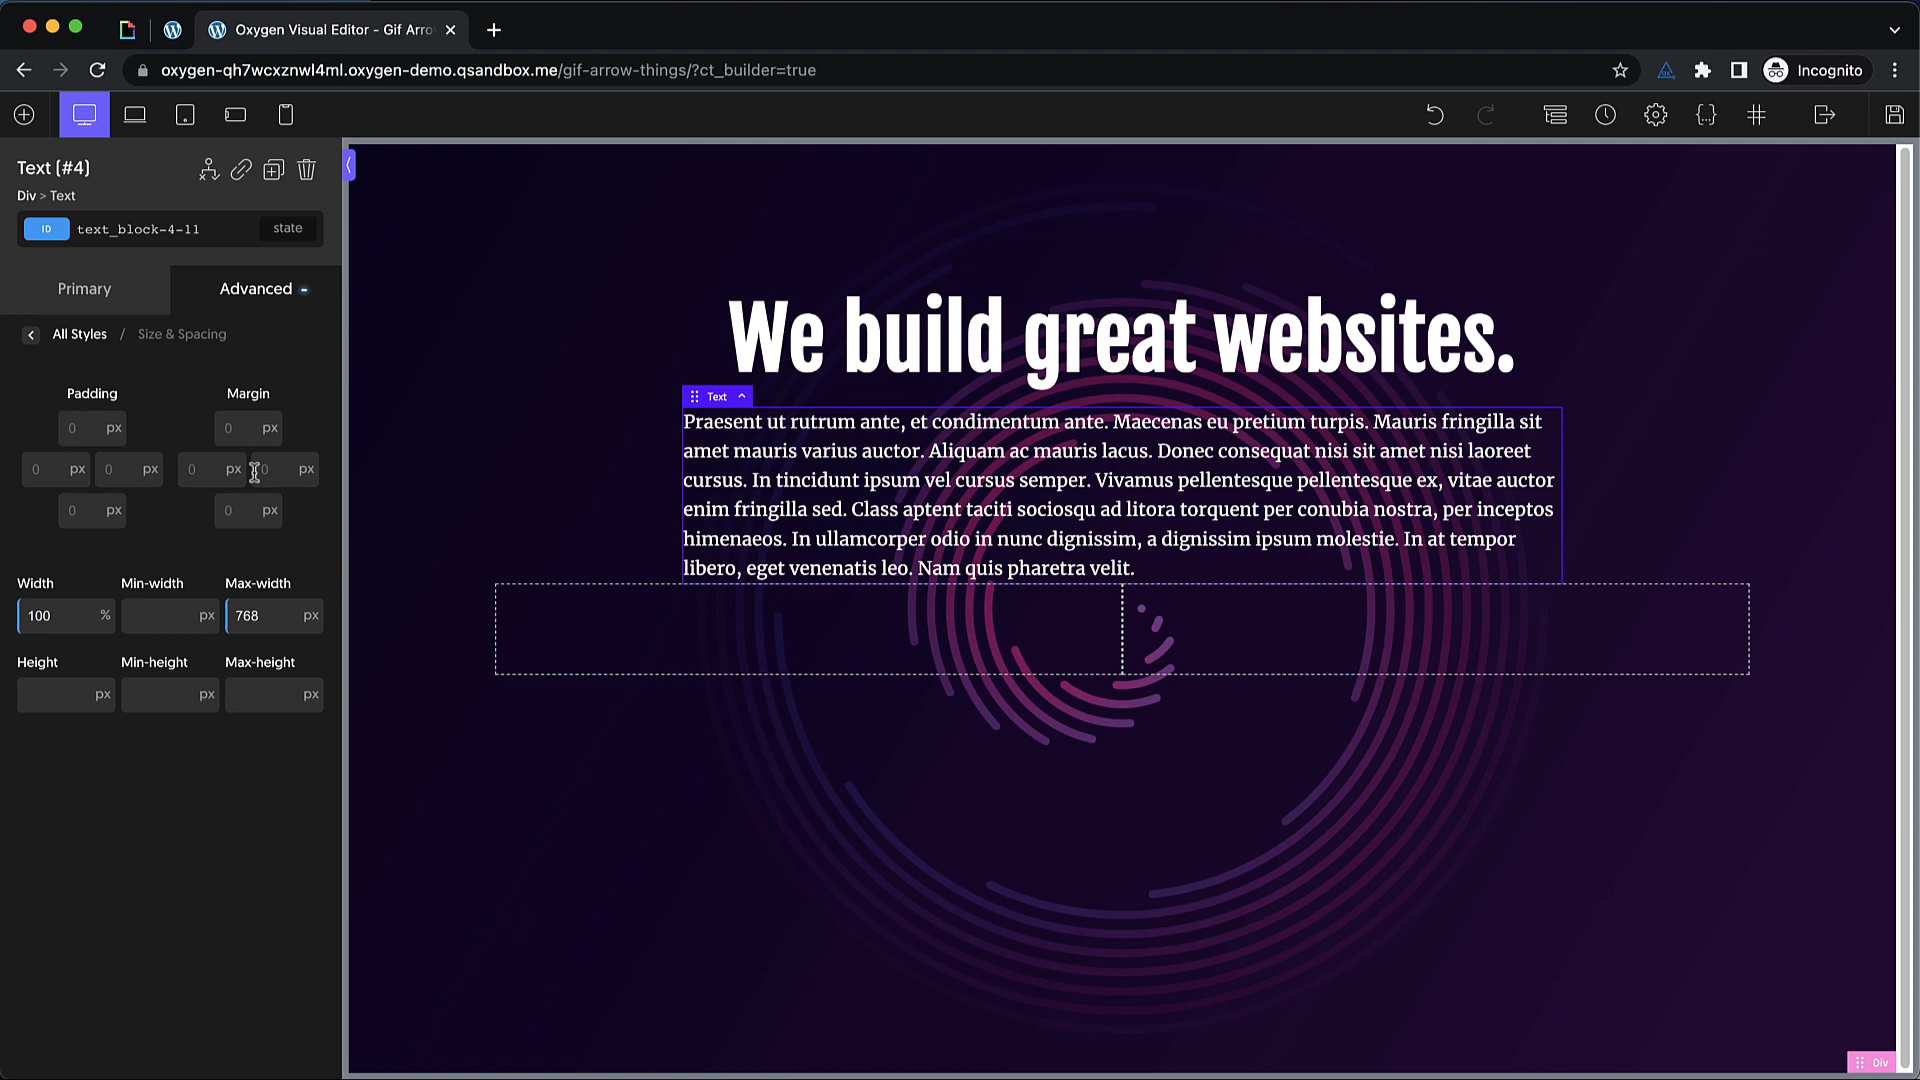 Oxygen Visual Editor - Gif Arro
oxygen-qh7wcxznwl4ml.oxygen-demo.qsandbox.me/gif-arrow-things/?ct_builder=true
Incognito
Text (#4)
Div > Text
ID text_block-4-11 state
Primary Advanced
All Styles / Size & Spacing
Padding Margin
0 px 0 px
0 px 0 px 0 px 0 px
0 px 0 px
Width Min-width Max-width
100 % px 768 px
Height Min-height Max-height
px px px
We build great websites.
Text
Praesent ut rutrum ante, et condimentum ante. Maecenas eu pretium turpis. Mauris fringilla sit
amet mauris varius auctor. Aliquam ac mauris lacus. Donec consequat nisi sit amet nisi laoreet
cursus. In tincidunt ipsum vel cursus semper. Vivamus pellentesque pellentesque ex, vitae auctor
enim fringilla sed. Class aptent taciti sociosqu ad litora torquent per conubia nostra, per inceptos
himenaeos. In ullamcorper odio in nunc dignissim, a dignissim ipsum molestie. In at tempor
libero, eget venenatis leo. Nam quis pharetra velit.
Div